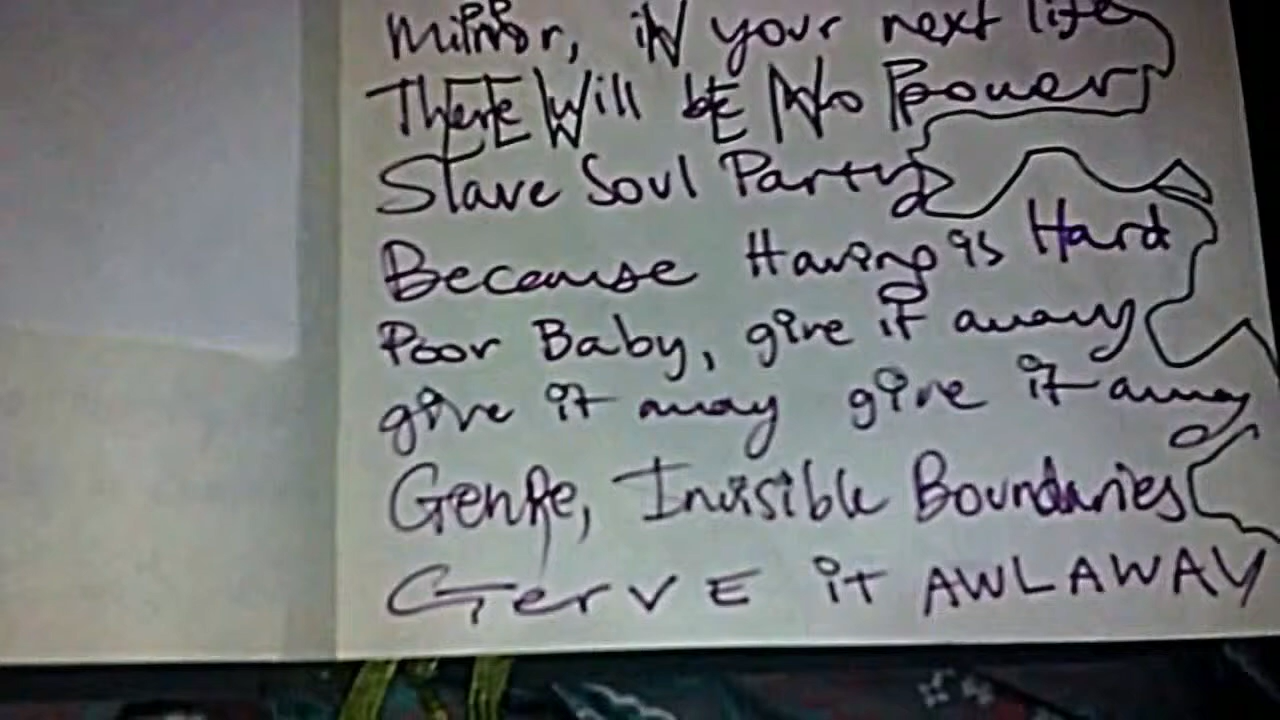 Mirror, iN your next life
TherE Will bE No Ppower
Slave Soul Party
Because Having is Hard
Poor Baby, give it away
give it away give it away
GenRe, Invisible Boundaries
GerVE it AWLAWAY